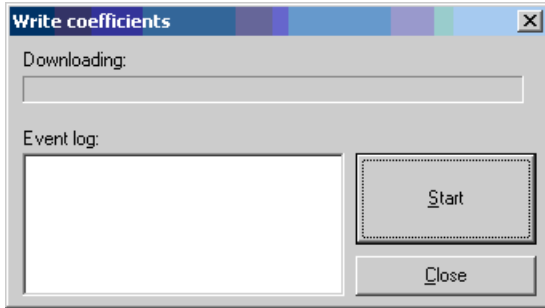 Write coefficients
Downloading:
Event log:
Start
Close